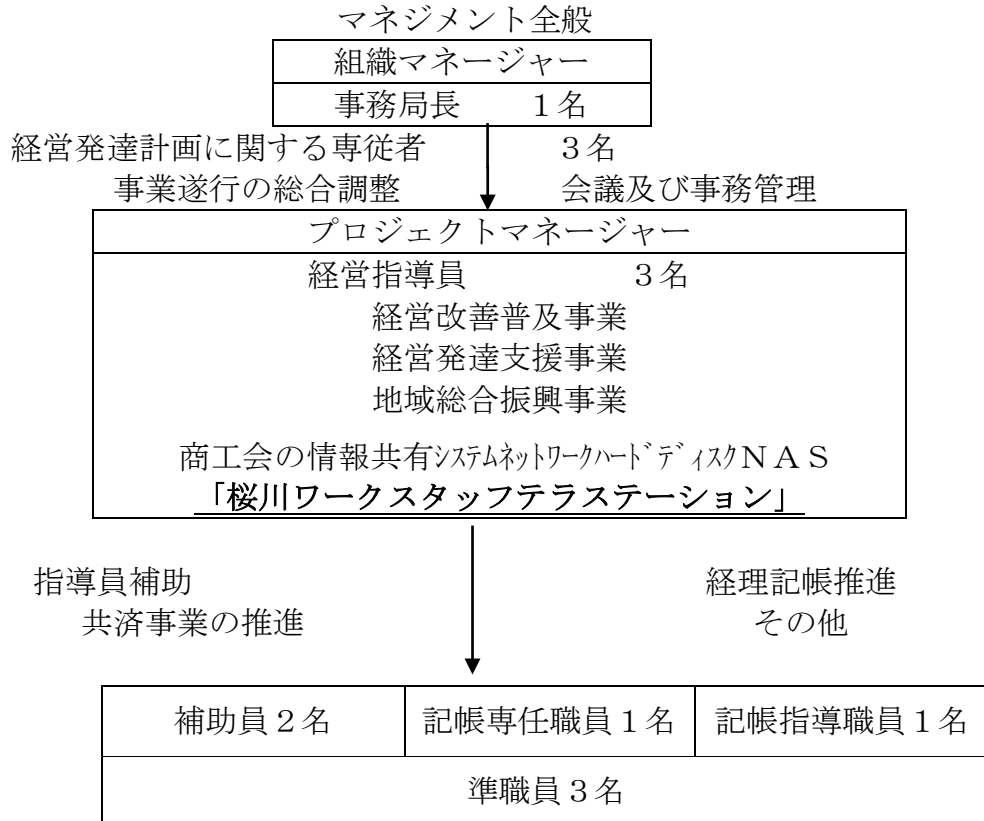 マネジメント全般
組織マネージャー
事務局長 １名
経営発達計画に関する専従者 ３名
事業遂行の総合調整 会議及び事務管理
プロジェクトマネージャー
経営指導員 ３名
経営改善普及事業
経営発達支援事業
地域総合振興事業
商工会の情報共有ｼｽﾃﾑﾈｯﾄﾜｰｸﾊｰﾄﾞﾃﾞｨｽｸＮＡＳ
「桜川ワークスタッフテラステーション」
指導員補助 経理記帳推進
共済事業の推進 その他
補助員２名 記帳専任職員１名 記帳指導職員１名
準職員３名